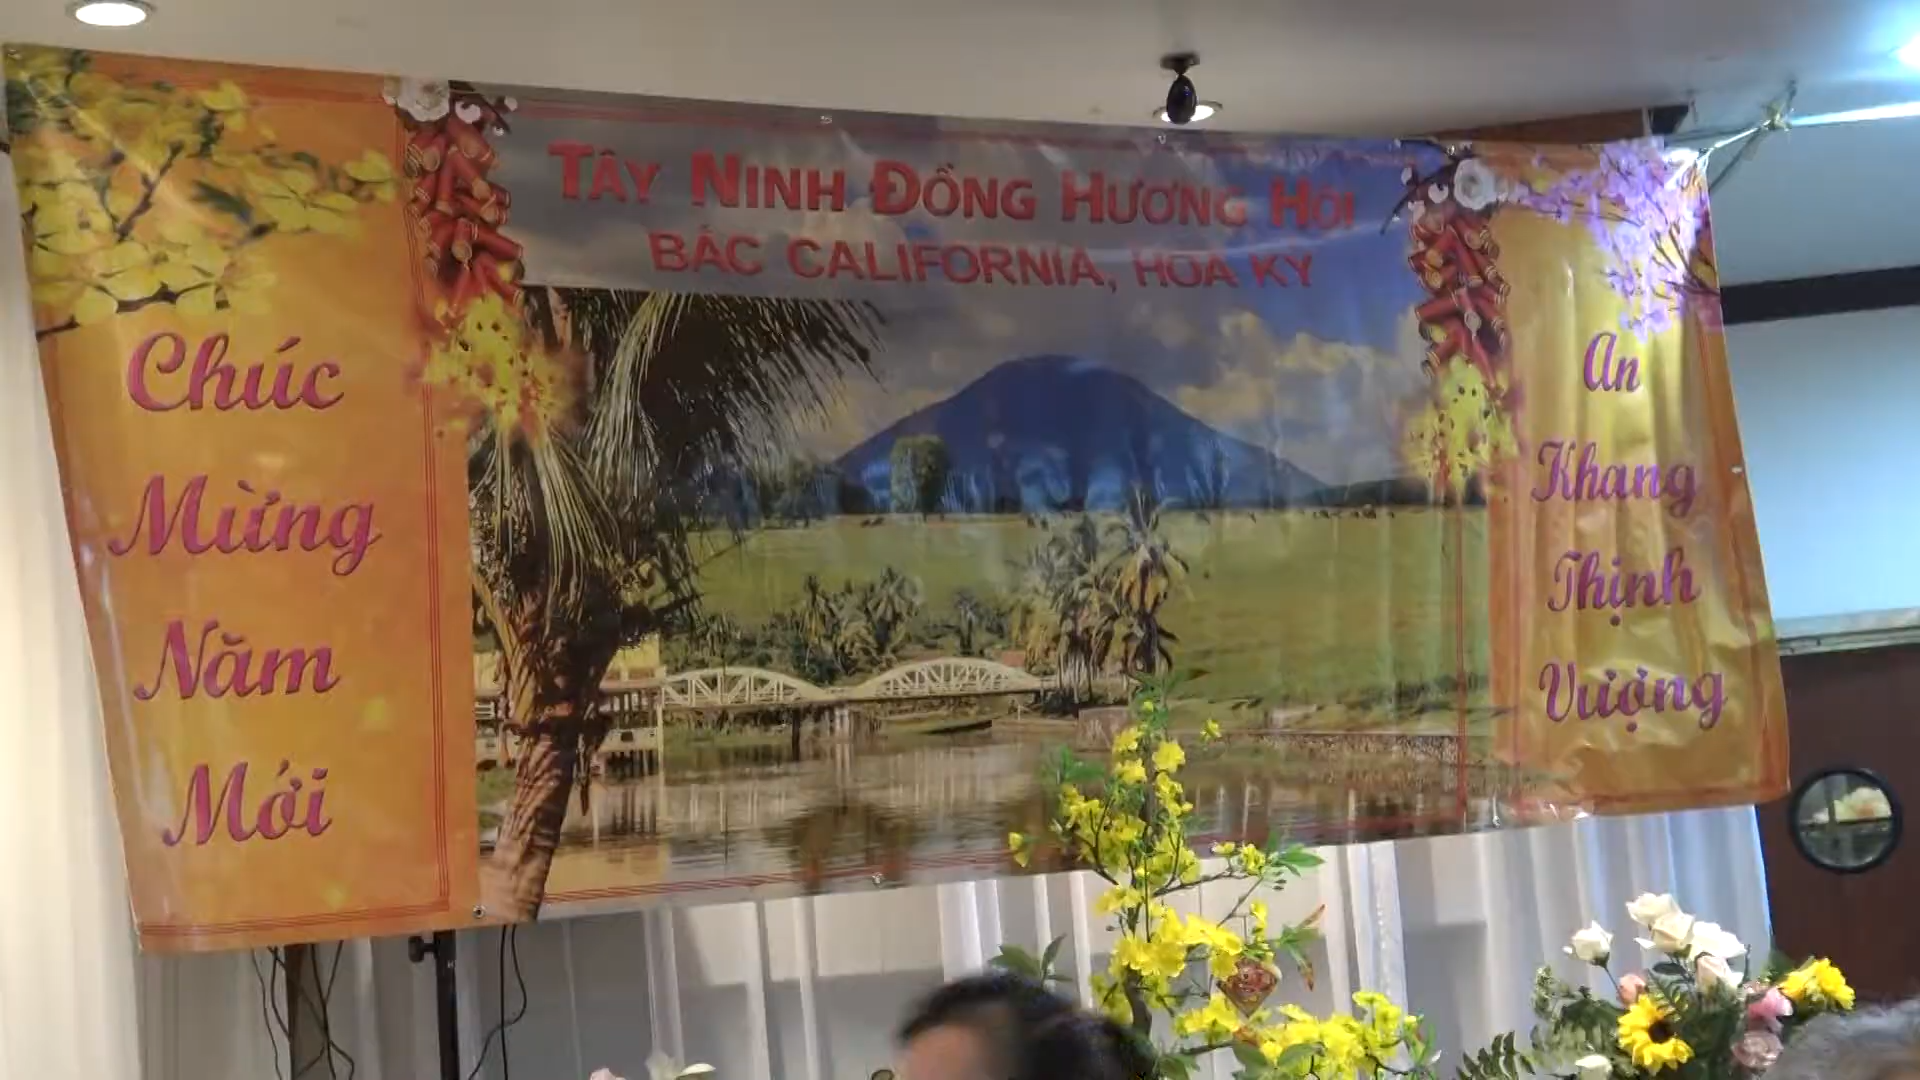 TÂY NINH ĐỒNG HƯƠNG HỘI
BẮC CALIFORNIA, HOA KỲ
Chúc
Mừng
Năm
Mới
An
Khang
Thịnh
Vượng